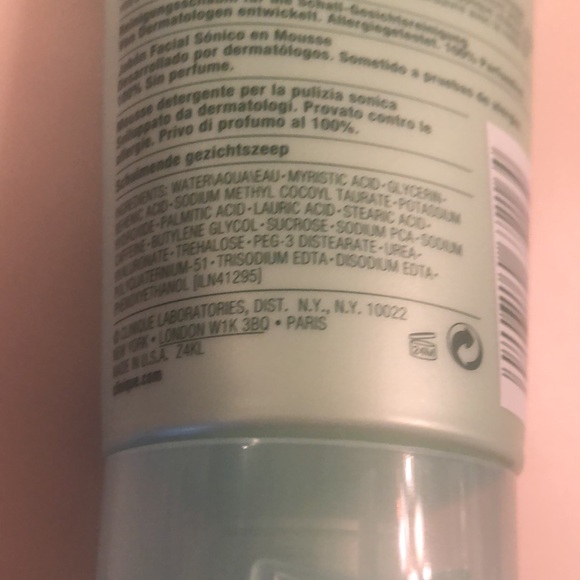 Reinigungsschaum für die Schall-Gesichtsreinigung
von Dermatologen entwickelt. Allergiegetestet. 100% Parfümfrei.
Jabón Facial Sónico en Mousse
Desarrollado por dermatólogos. Sometido a pruebas de alergia.
100% Sin perfume.
Mousse detergente per la pulizia sonica
Sviluppato da dermatologi. Provato contro le
allergie. Privo di profumo al 100%.
Schuimende gezichtszeep
INGREDIENTS: WATER\AQUA\EAU • MYRISTIC ACID • GLYCERIN •
BEHENIC ACID • SODIUM METHYL COCOYL TAURATE • POTASSIUM
HYDROXIDE • PALMITIC ACID • LAURIC ACID • STEARIC ACID •
CAFFEINE • BUTYLENE GLYCOL • SUCROSE • SODIUM PCA • SODIUM
HYALURONATE • TREHALOSE • PEG-3 DISTEARATE • UREA •
POLYQUATERNIUM-51 • TRISODIUM EDTA • DISODIUM EDTA •
PHENOXYETHANOL [ILN41295]
© CLINIQUE LABORATORIES, DIST. N.Y., N.Y. 10022
NEW YORK • LONDON W1K 3BQ • PARIS
MADE IN U.S.A. Z4KL
clinique.com
24M